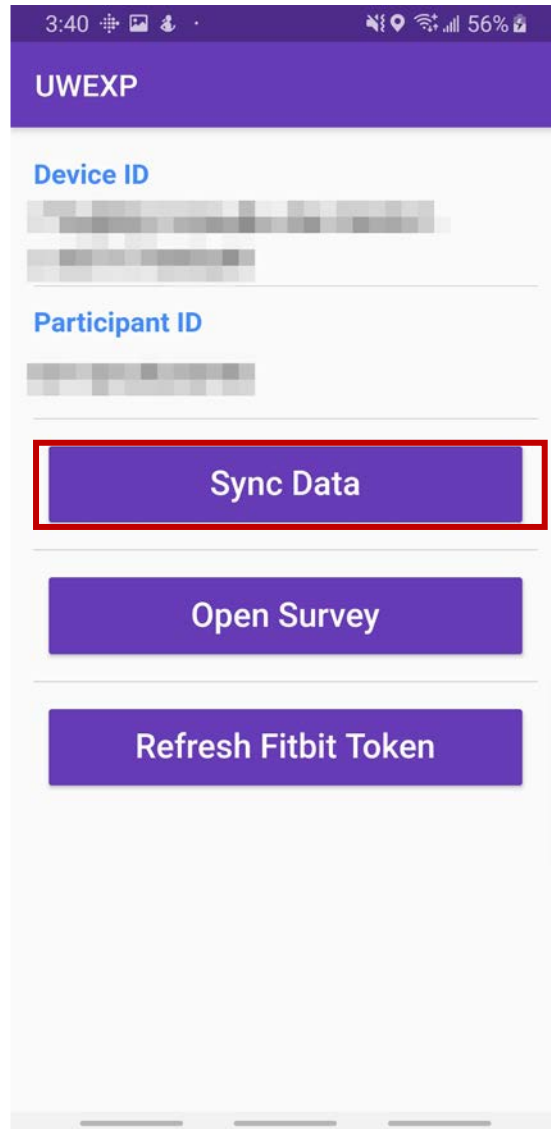 3:40 56%
UWEXP
Device ID
Participant ID
Sync Data
Open Survey
Refresh Fitbit Token